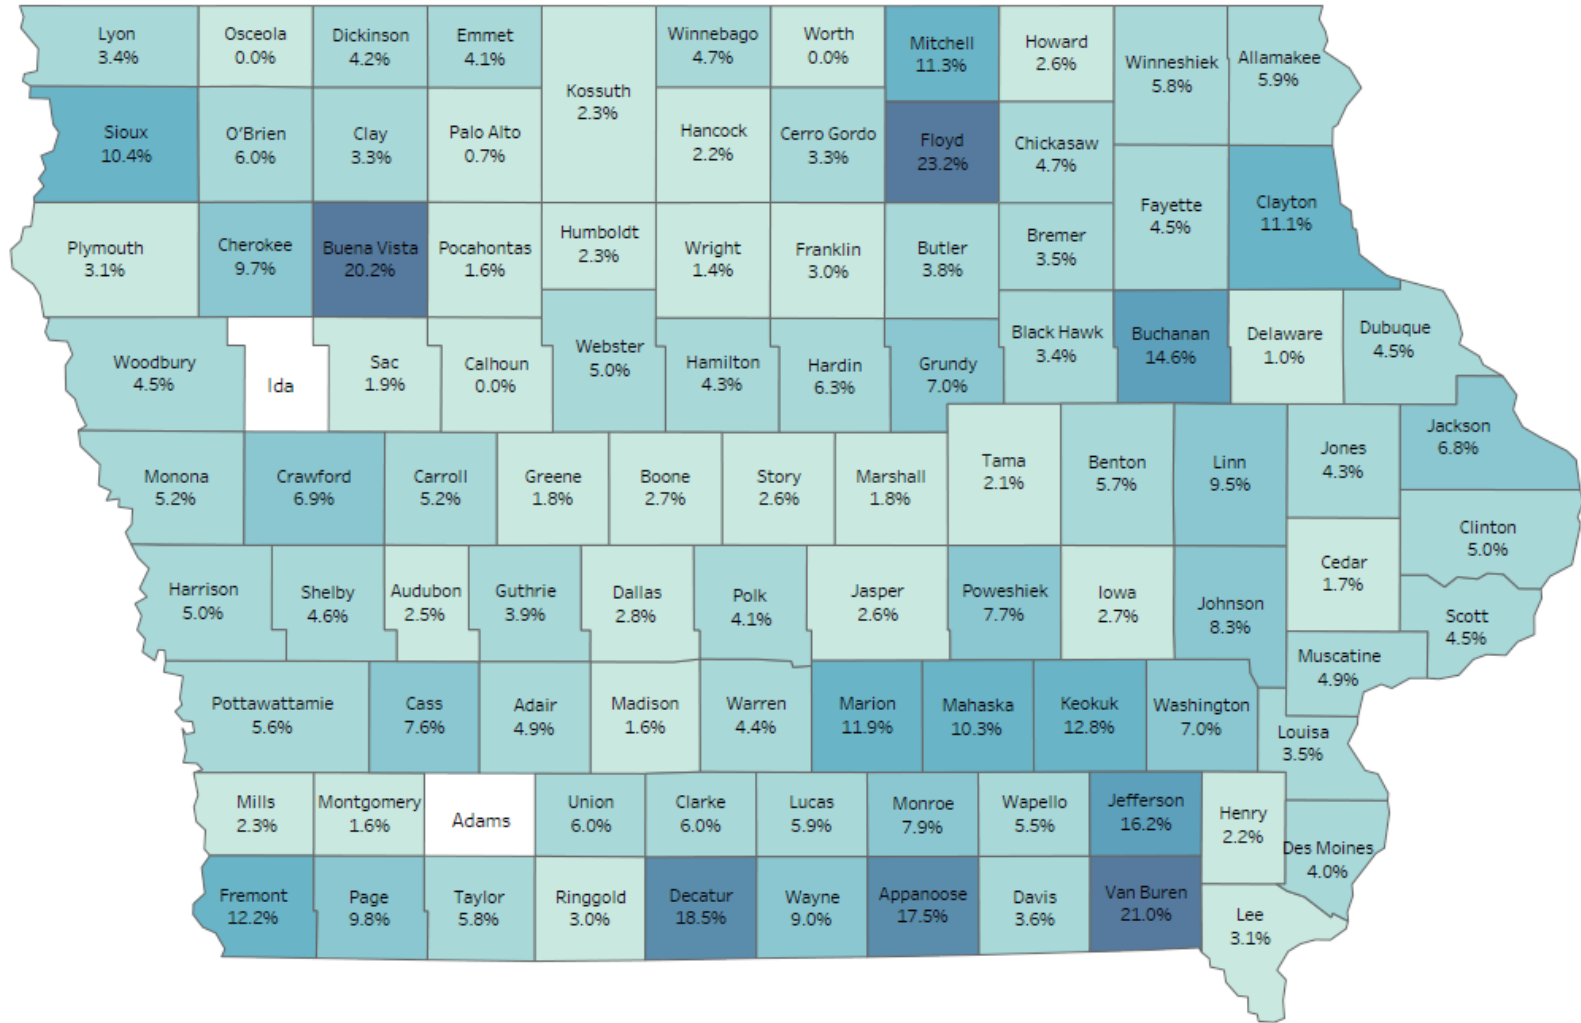 Lyon
3.4%
Osceola
0.0%
Dickinson
4.2%
Emmet
4.1%
Kossuth
2.3%
Winnebago
4.7%
Worth
0.0%
Mitchell
11.3%
Howard
2.6%
Winneshiek
5.8%
Allamakee
5.9%
Sioux
10.4%
O'Brien
6.0%
Clay
3.3%
Palo Alto
0.7%
Hancock
2.2%
Cerro Gordo
3.3%
Floyd
23.2%
Chickasaw
4.7%
Fayette
4.5%
Clayton
11.1%
Plymouth
3.1%
Cherokee
9.7%
Buena Vista
20.2%
Pocahontas
1.6%
Humboldt
2.3%
Wright
1.4%
Franklin
3.0%
Butler
3.8%
Bremer
3.5%
Woodbury
4.5%
Ida
Sac
1.9%
Calhoun
0.0%
Webster
5.0%
Hamilton
4.3%
Hardin
6.3%
Grundy
7.0%
Black Hawk
3.4%
Buchanan
14.6%
Delaware
1.0%
Dubuque
4.5%
Monona
5.2%
Crawford
6.9%
Carroll
5.2%
Greene
1.8%
Boone
2.7%
Story
2.6%
Marshall
1.8%
Tama
2.1%
Benton
5.7%
Linn
9.5%
Jones
4.3%
Jackson
6.8%
Clinton
5.0%
Harrison
5.0%
Shelby
4.6%
Audubon
2.5%
Guthrie
3.9%
Dallas
2.8%
Polk
4.1%
Jasper
2.6%
Poweshiek
7.7%
Iowa
2.7%
Johnson
8.3%
Cedar
1.7%
Scott
4.5%
Muscatine
4.9%
Pottawattamie
5.6%
Cass
7.6%
Adair
4.9%
Madison
1.6%
Warren
4.4%
Marion
11.9%
Mahaska
10.3%
Keokuk
12.8%
Washington
7.0%
Louisa
3.5%
Mills
2.3%
Montgomery
1.6%
Adams
Union
6.0%
Clarke
6.0%
Lucas
5.9%
Monroe
7.9%
Wapello
5.5%
Jefferson
16.2%
Henry
2.2%
Des Moines
4.0%
Fremont
12.2%
Page
9.8%
Taylor
5.8%
Ringgold
3.0%
Decatur
18.5%
Wayne
9.0%
Appanoose
17.5%
Davis
3.6%
Van Buren
21.0%
Lee
3.1%